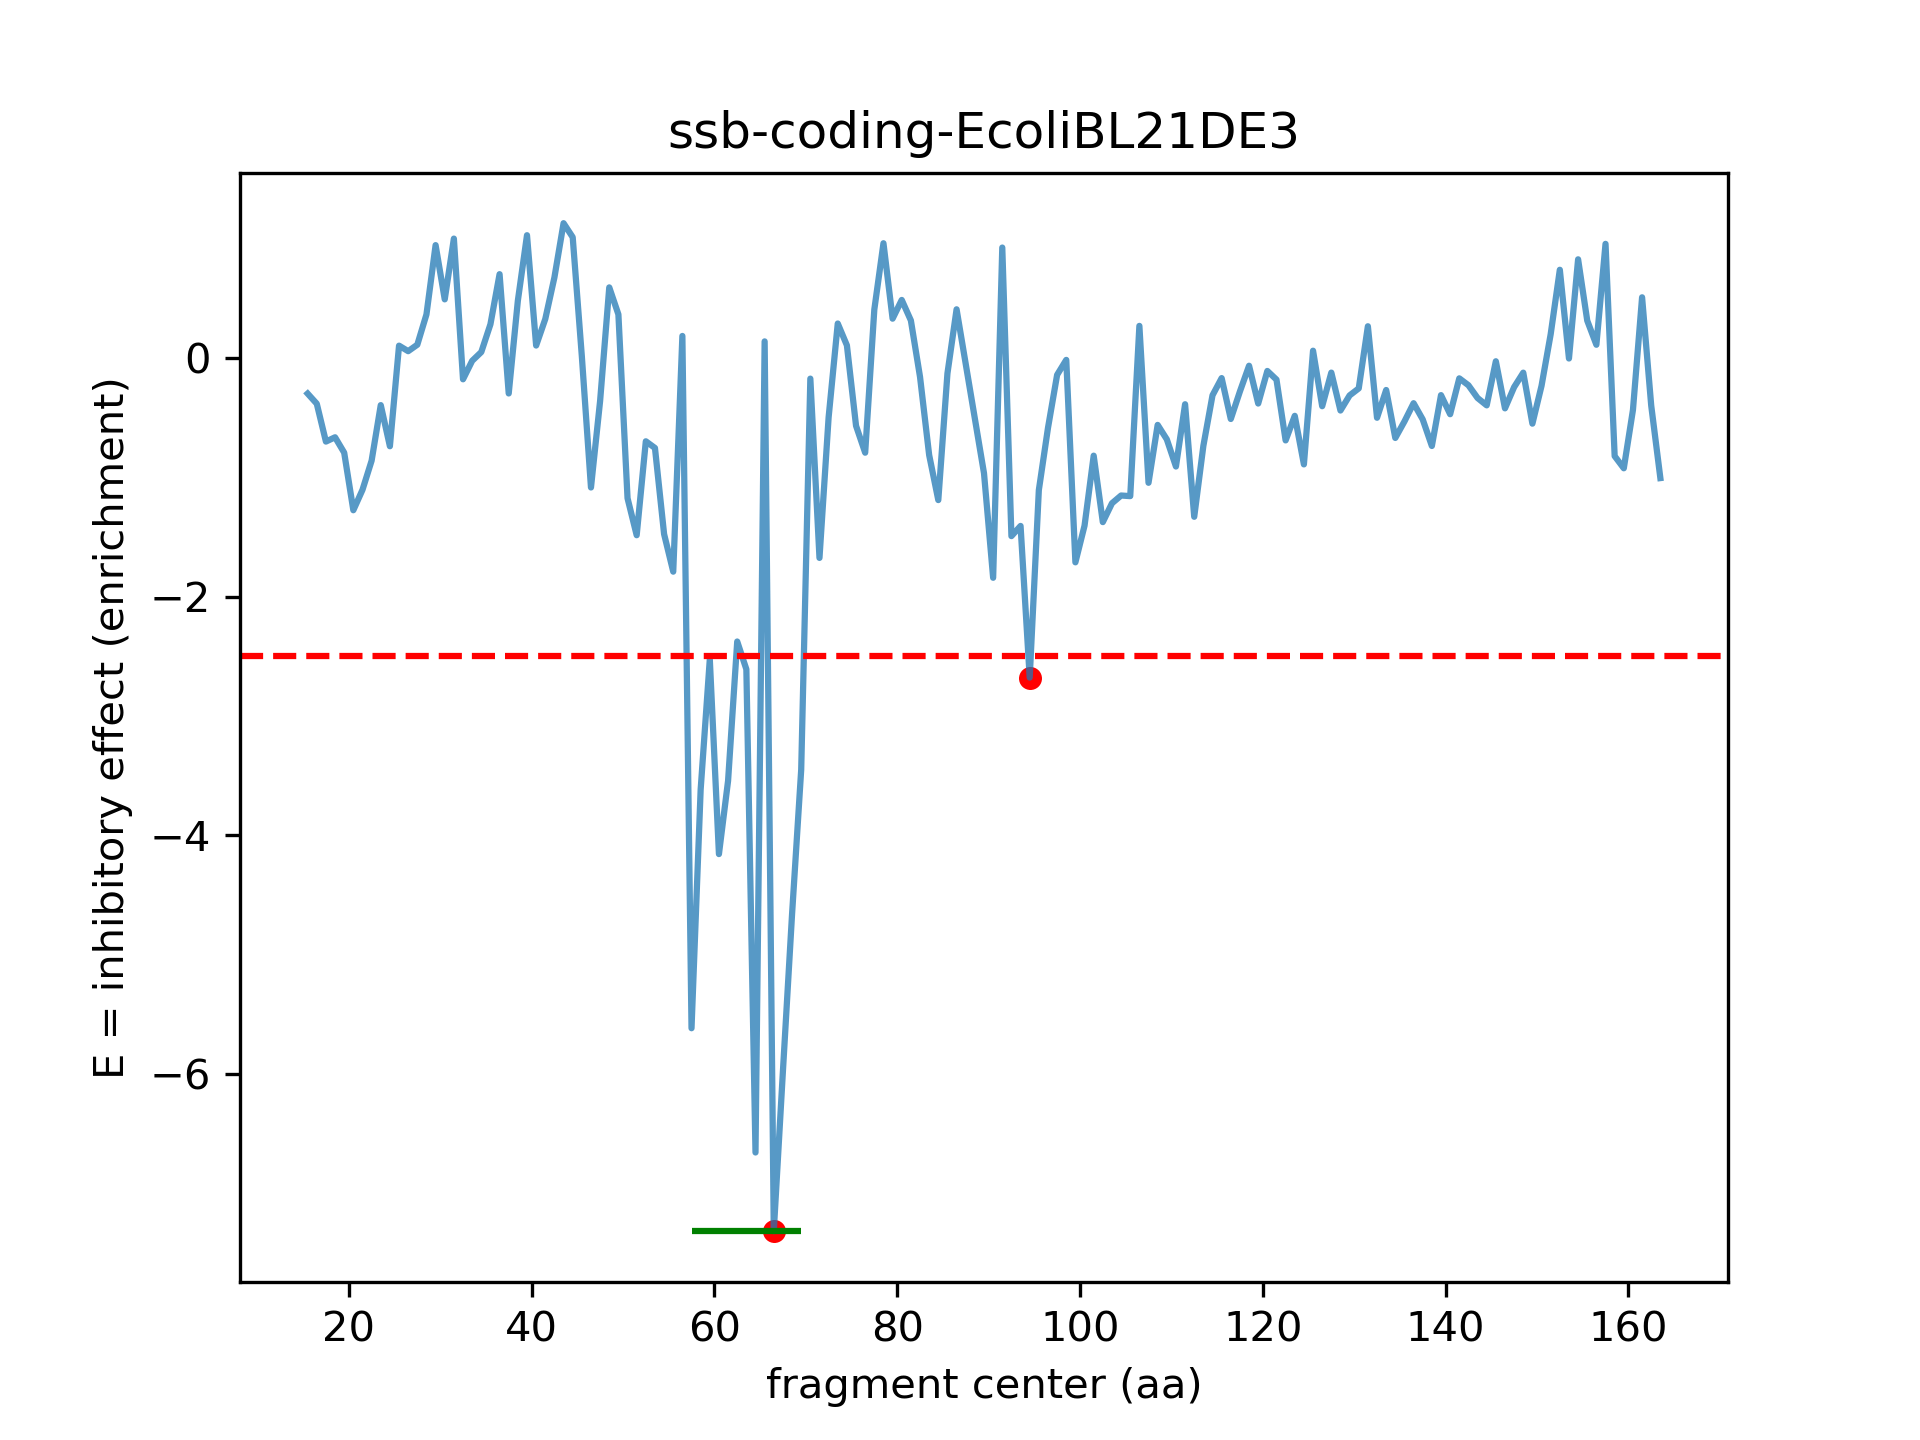 ssb-coding-EcoliBL21DE3
E = inhibitory effect (enrichment)
0
−2
−4
−6
20 40 60 80 100 120 140 160
fragment center (aa)